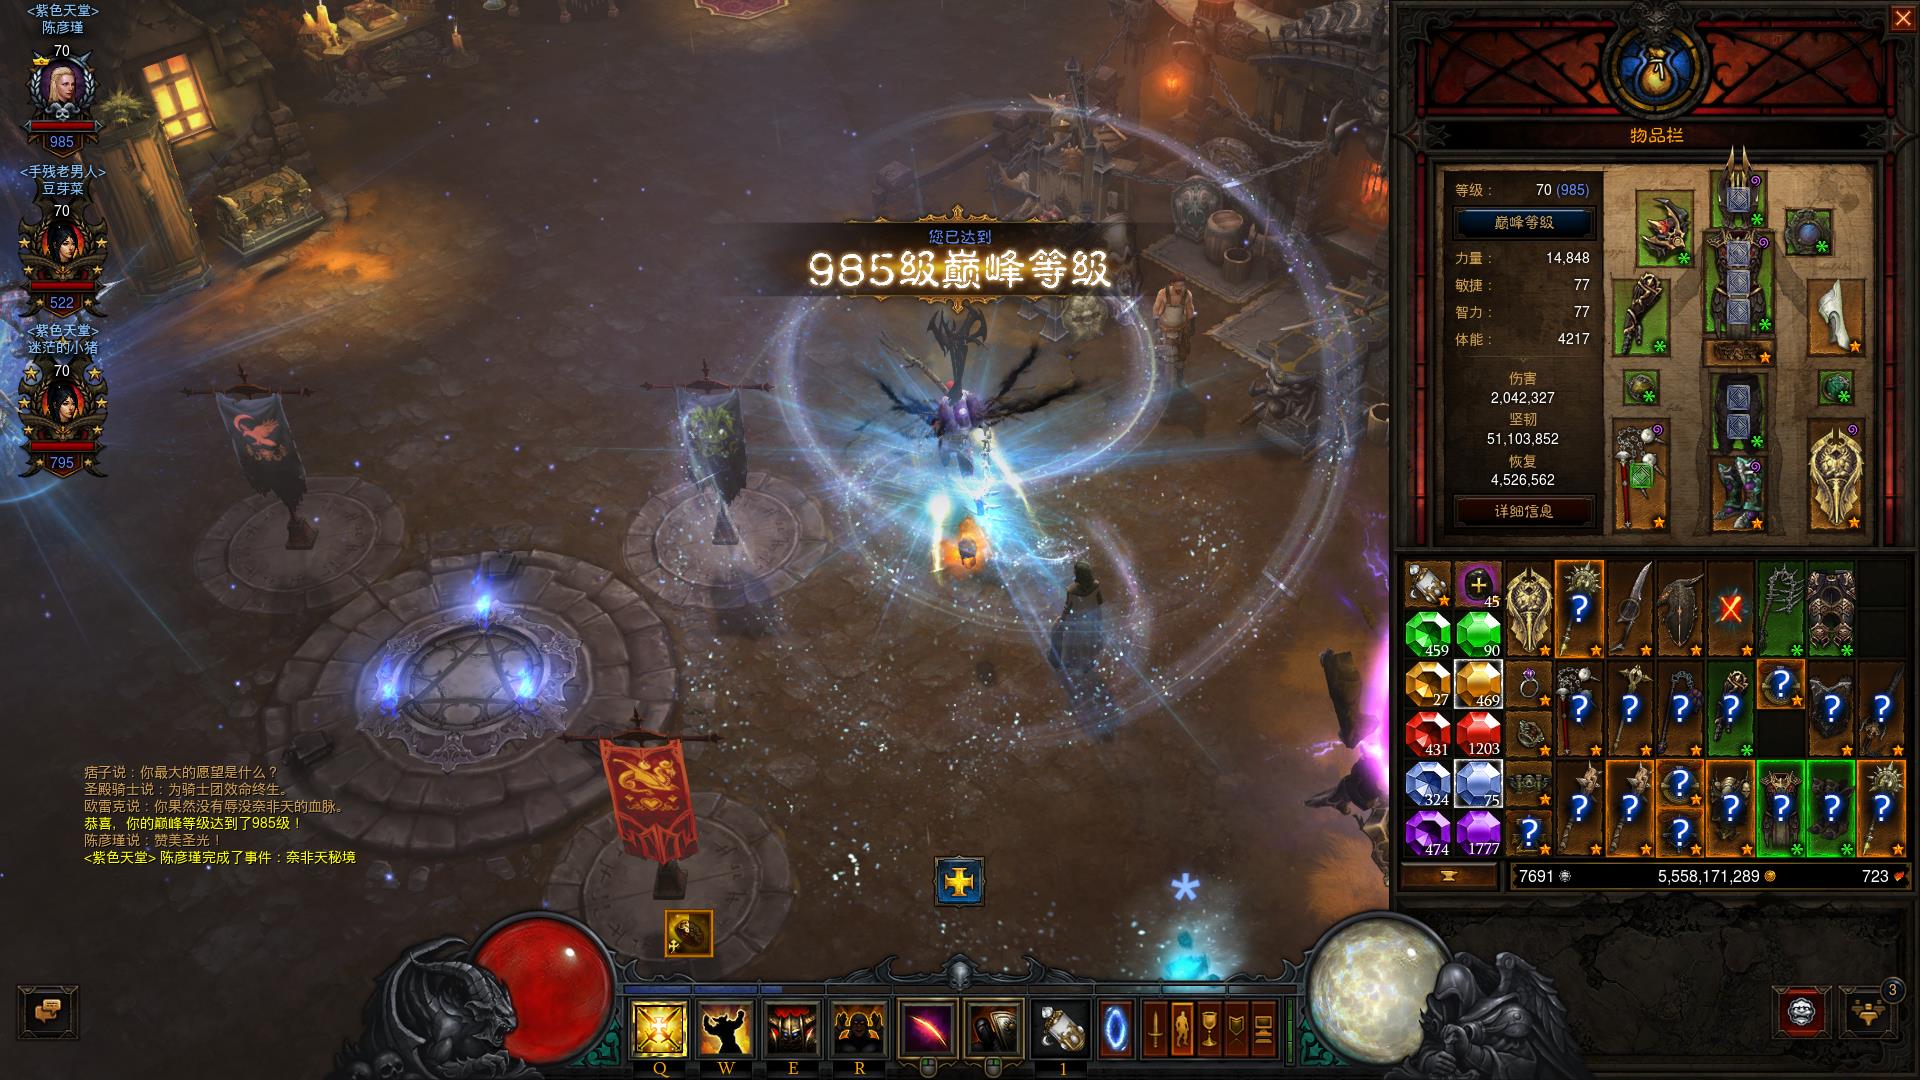 <紫色天堂>
陈彦瑾
70
985
<手残老男人>
豆芽菜
70
522
<紫色天堂>
迷茫的小猪
70
795
您已达到
985级巅峰等级
物品栏
等级： 70 (985)
巅峰等级
力量： 14,848
敏捷： 77
智力： 77
体能： 4217
伤害
2,042,327
坚韧
51,103,852
恢复
4,526,562
详细信息
45
459 90
27 469
431 1203
324 75
474 1777
? ? ? ? ? ? ? ?
? ? ? ? ? ? ? ? ?
7691 5,558,171,289 723
痞子说：你最大的愿望是什么？
圣殿骑士说：为骑士团效命终生。
欧雷克说：你果然没有辱没奈非天的血脉。
恭喜，你的巅峰等级达到了985级！
陈彦瑾说：赞美圣光！
<紫色天堂> 陈彦瑾完成了事件：奈非天秘境
Q W E R 1
3